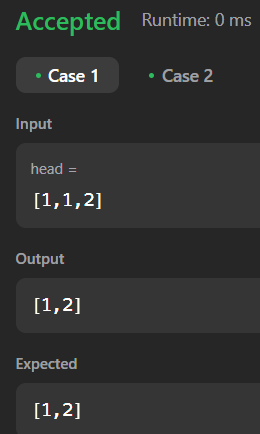 Accepted Runtime: 0 ms
Case 1 Case 2
Input
head =
[1,1,2]
Output
[1,2]
Expected
[1,2]